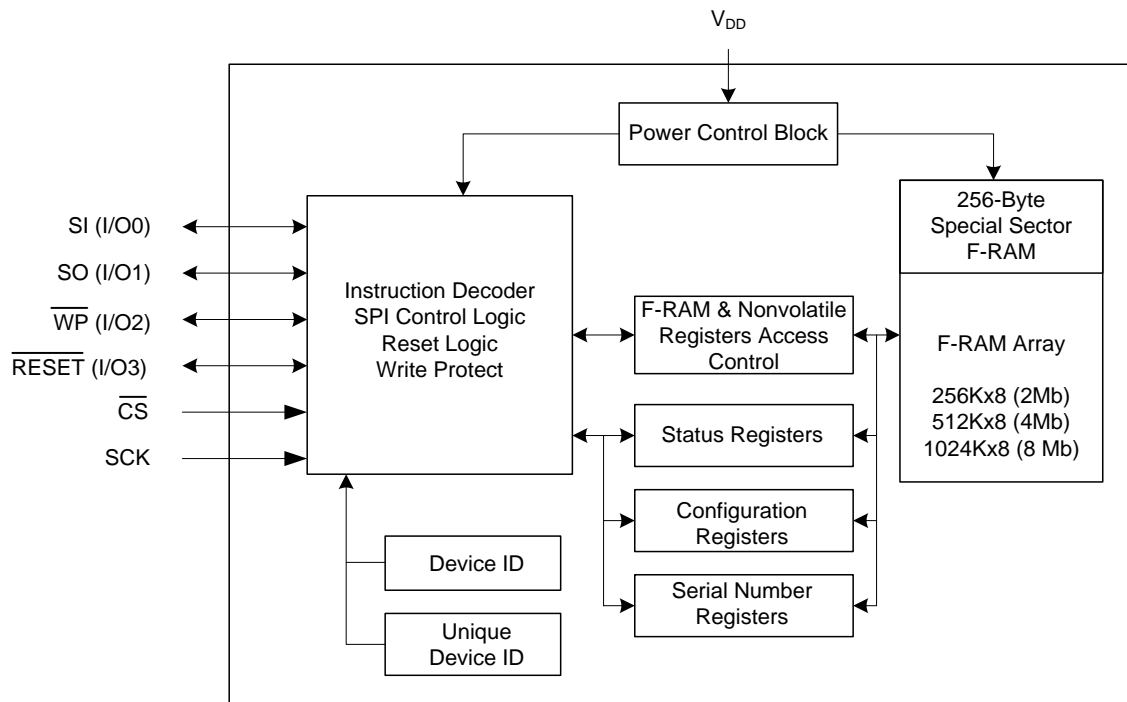 VDD
Power Control Block
256-Byte
Special Sector
F-RAM
SI (I/O0)
SO (I/O1)
WP (I/O2)
RESET (I/O3)
CS
SCK
Instruction Decoder
SPI Control Logic
Reset Logic
Write Protect
F-RAM & Nonvolatile
Registers Access
Control
F-RAM Array
256Kx8 (2Mb)
512Kx8 (4Mb)
1024Kx8 (8 Mb)
Status Registers
Configuration
Registers
Serial Number
Registers
Device ID
Unique
Device ID